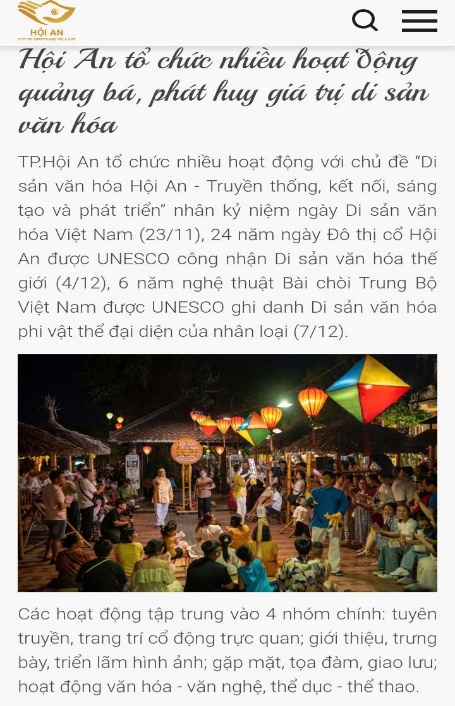 HỘI AN
Hội An tổ chức nhiều hoạt động
quảng bá, phát huy giá trị di sản
văn hóa
TP.Hội An tổ chức nhiều hoạt động với chủ đề “Di
sản văn hóa Hội An - Truyền thống, kết nối, sáng
tạo và phát triển” nhân kỷ niệm ngày Di sản văn
hóa Việt Nam (23/11), 24 năm ngày Đô thị cổ Hội
An được UNESCO công nhận Di sản văn hóa thế
giới (4/12), 6 năm nghệ thuật Bài chòi Trung Bộ
Việt Nam được UNESCO ghi danh Di sản văn hóa
phi vật thể đại diện của nhân loại (7/12).
Các hoạt động tập trung vào 4 nhóm chính: tuyên
truyền, trang trí cổ động trực quan; giới thiệu, trưng
bày, triển lãm hình ảnh; gặp mặt, tọa đàm, giao lưu;
hoạt động văn hóa - văn nghệ, thể dục - thể thao.